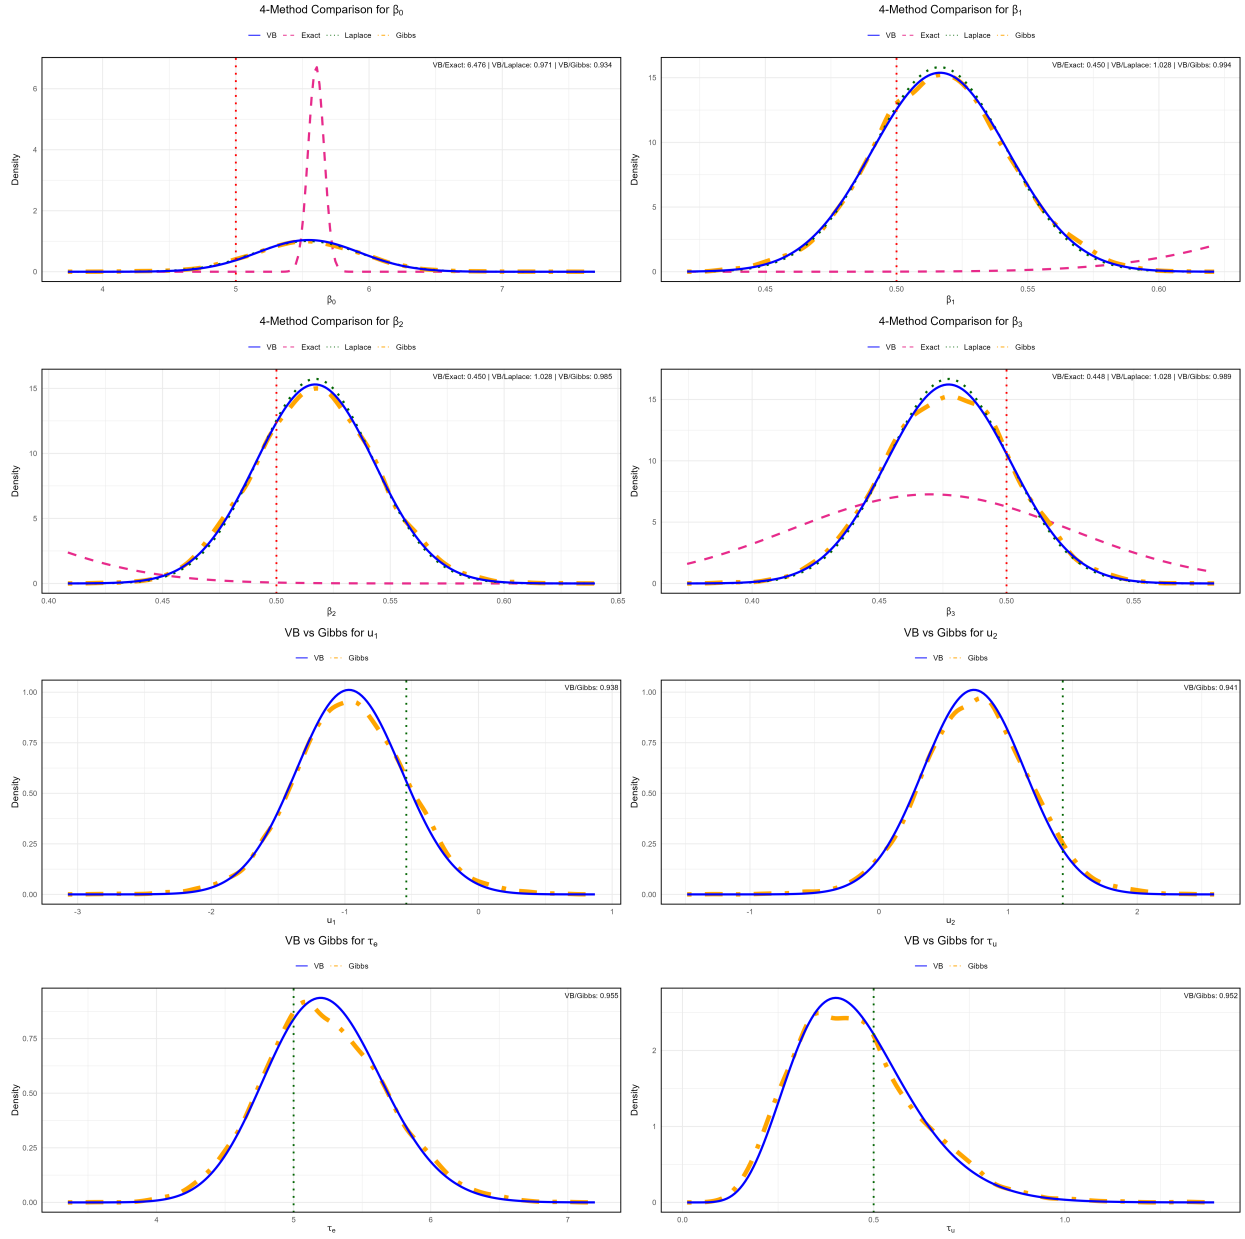 4-Method Comparison for β₀
VB Exact Laplace Gibbs
VB/Exact: 6.476 | VB/Laplace: 0.971 | VB/Gibbs: 0.934
6
4
2
0
Density
4 5 6 7
β₀
4-Method Comparison for β₁
VB Exact Laplace Gibbs
VB/Exact: 0.450 | VB/Laplace: 1.028 | VB/Gibbs: 0.994
15
10
5
0
Density
0.45 0.50 0.55 0.60
β₁
4-Method Comparison for β₂
VB Exact Laplace Gibbs
VB/Exact: 0.450 | VB/Laplace: 1.028 | VB/Gibbs: 0.985
15
10
5
0
Density
0.40 0.45 0.50 0.55 0.60 0.65
β₂
4-Method Comparison for β₃
VB Exact Laplace Gibbs
VB/Exact: 0.448 | VB/Laplace: 1.028 | VB/Gibbs: 0.989
15
10
5
0
Density
0.40 0.45 0.50 0.55
β₃
VB vs Gibbs for u₁
VB Gibbs
VB/Gibbs: 0.938
1.00
0.75
0.50
0.25
0.00
Density
-3 -2 -1 0 1
u₁
VB vs Gibbs for u₂
VB Gibbs
VB/Gibbs: 0.941
1.00
0.75
0.50
0.25
0.00
Density
-1 0 1 2
u₂
VB vs Gibbs for τₑ
VB Gibbs
VB/Gibbs: 0.955
0.75
0.50
0.25
0.00
Density
4 5 6 7
τₑ
VB vs Gibbs for τᵤ
VB Gibbs
VB/Gibbs: 0.952
2
1
0
Density
0.0 0.5 1.0
τᵤ